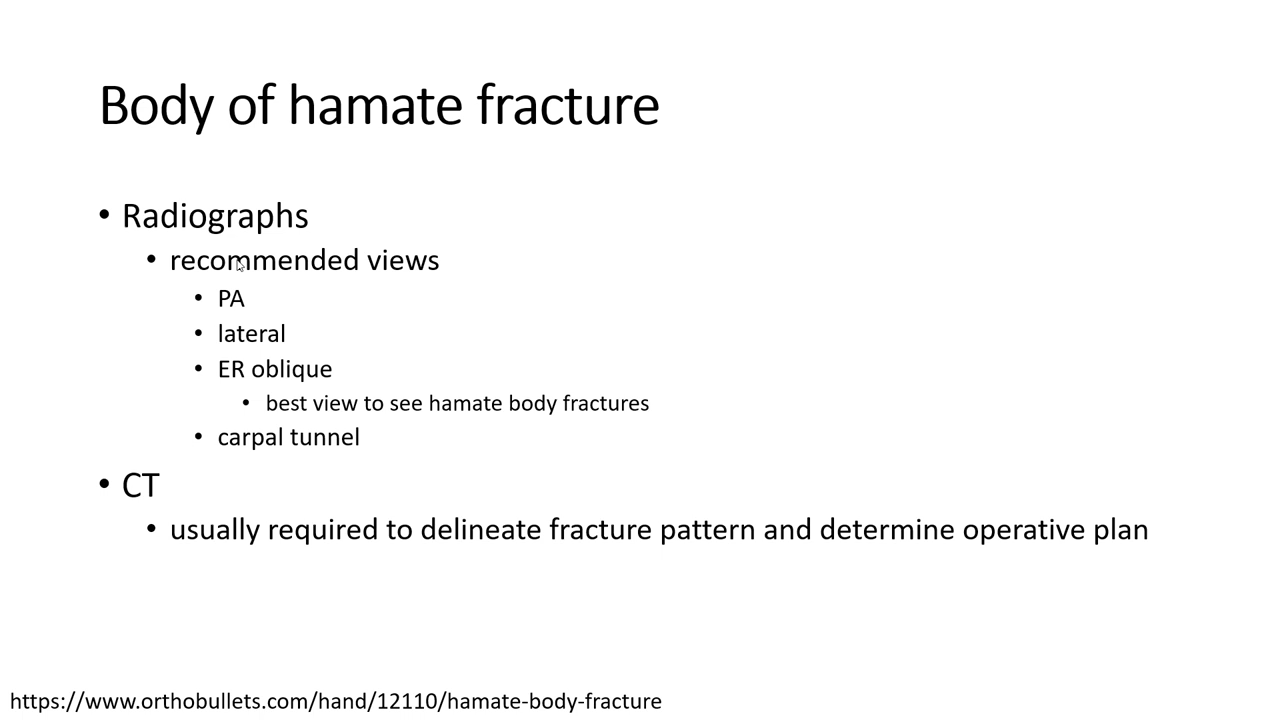 Body of hamate fracture
• Radiographs
• recommended views
• PA
• lateral
• ER oblique
• best view to see hamate body fractures
• carpal tunnel
• CT
• usually required to delineate fracture pattern and determine operative plan
https://www.orthobullets.com/hand/12110/hamate-body-fracture